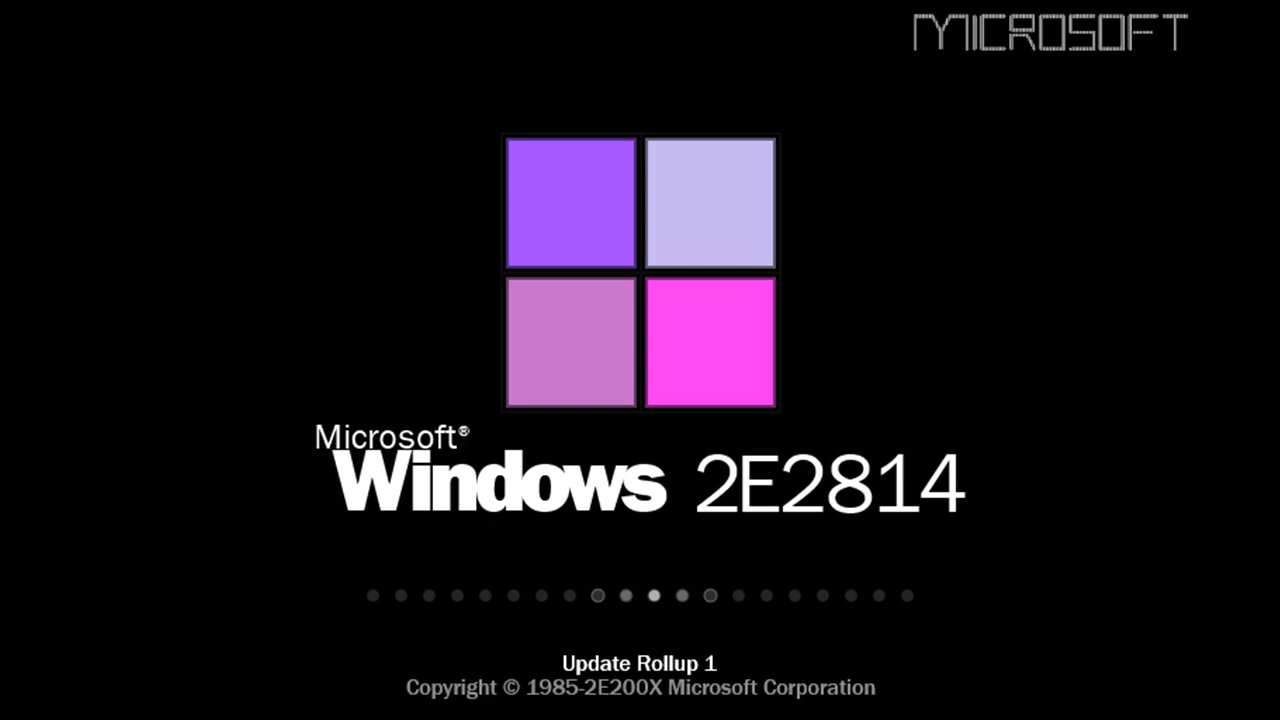 MICROSOFT
Microsoft®
Windows 2E2814
Update Rollup 1
Copyright © 1985-2E200X Microsoft Corporation